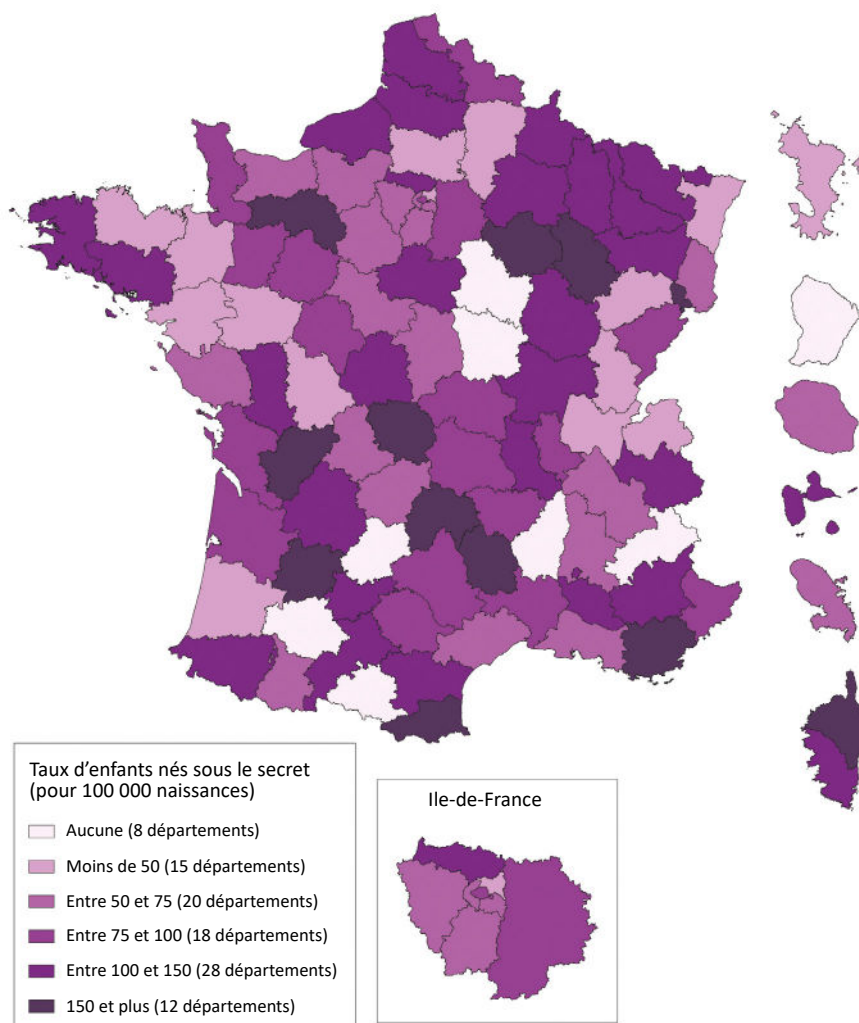 Taux d'enfants nés sous le secret
(pour 100 000 naissances)
Aucune (8 départements)
Moins de 50 (15 départements)
Entre 50 et 75 (20 départements)
Entre 75 et 100 (18 départements)
Entre 100 et 150 (28 départements)
150 et plus (12 départements)
Ile-de-France